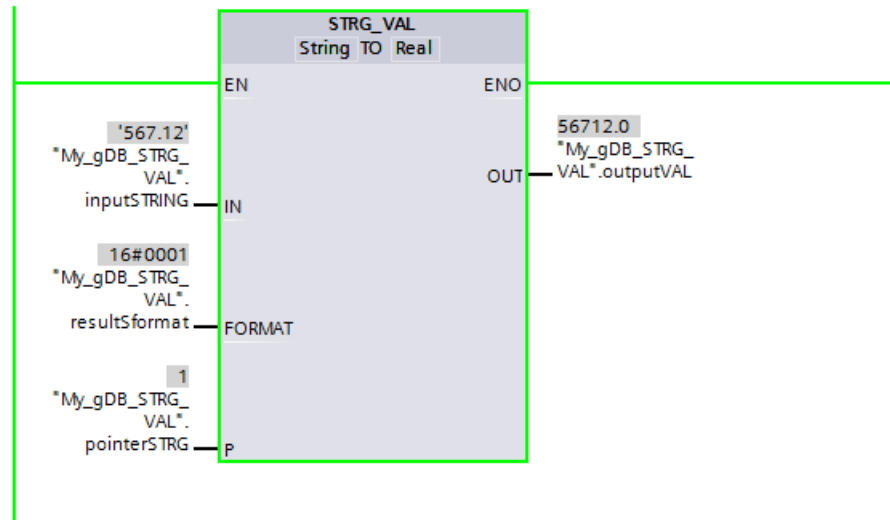 STRG_VAL
String TO Real
EN
ENO
'567.12'
"My_gDB_STRG_
VAL".
inputSTRING
IN
56712.0
"My_gDB_STRG_
VAL".outputVAL
OUT
16#0001
"My_gDB_STRG_
VAL".
resultSformat
FORMAT
1
"My_gDB_STRG_
VAL".
pointerSTRG
P